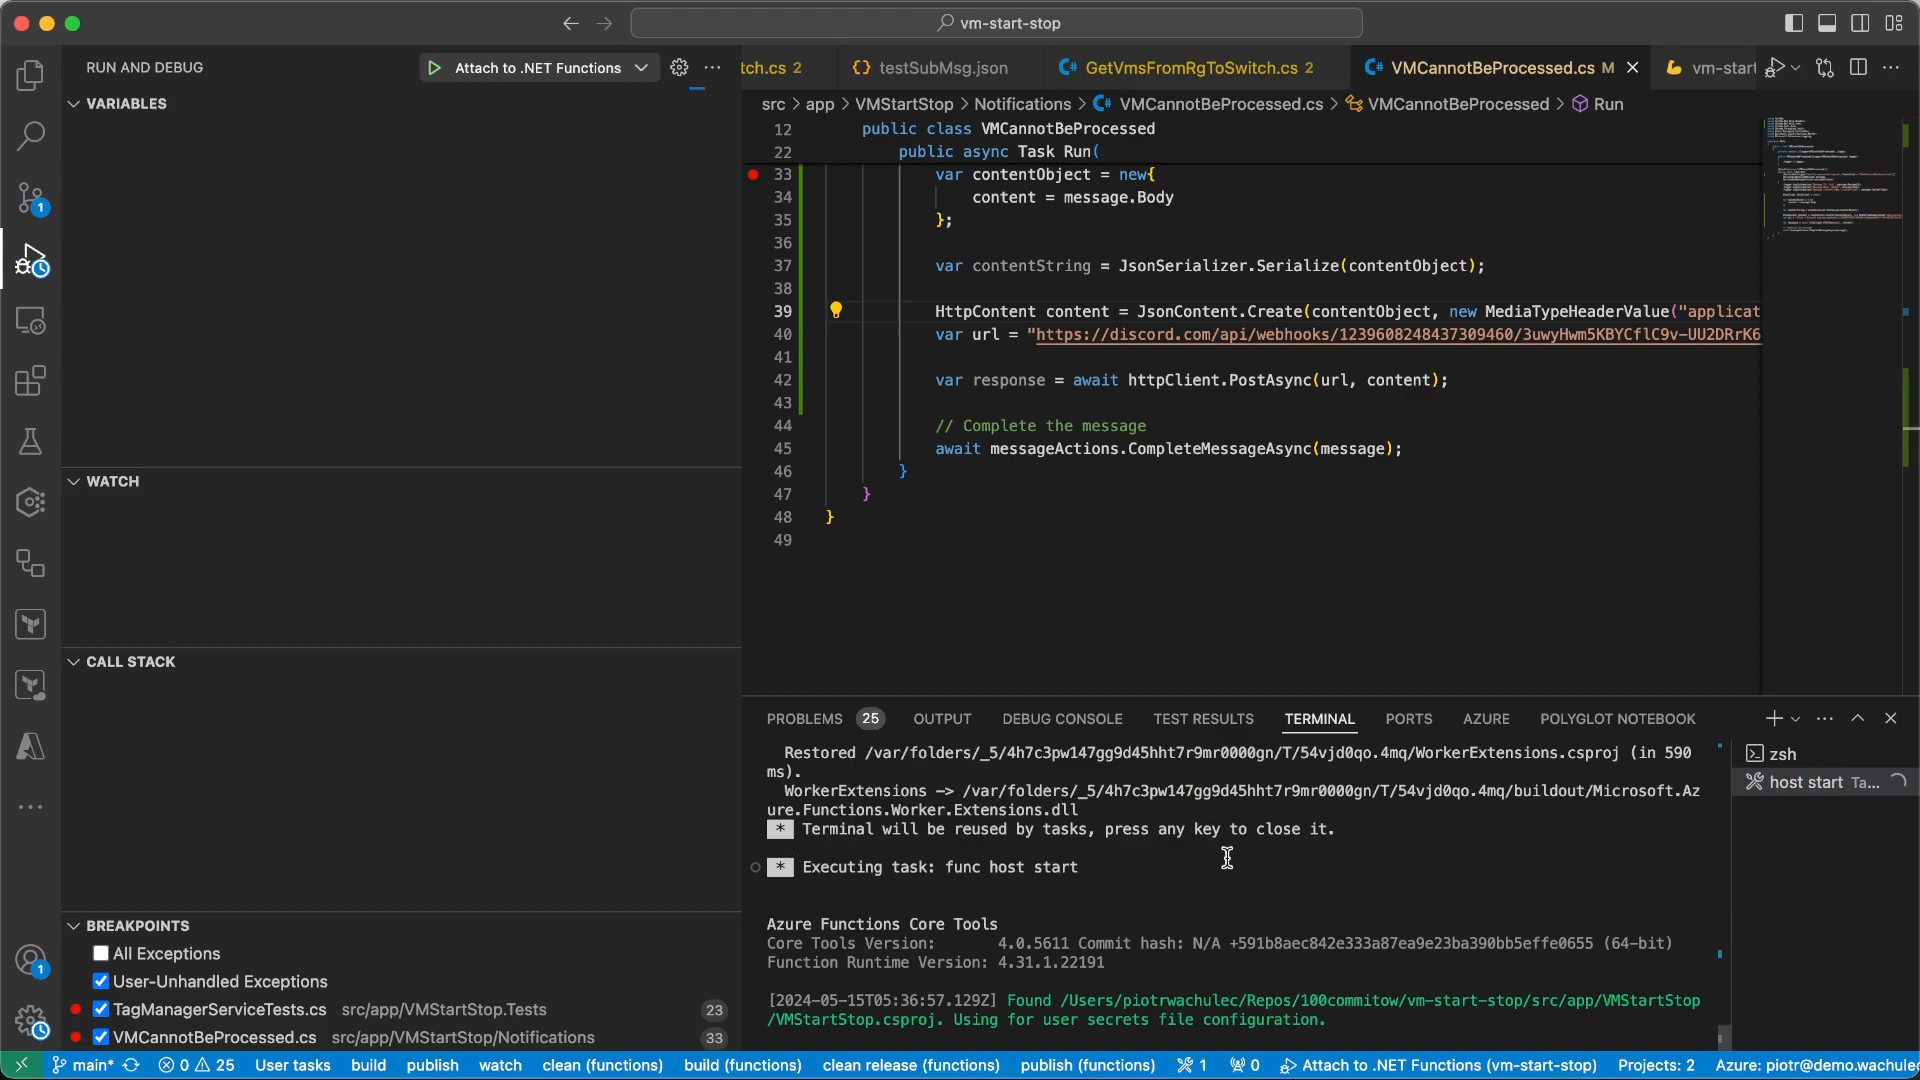 vm-start-stop
RUN AND DEBUG
Attach to .NET Functions
tch.cs 2
testSubMsg.json
GetVmsFromRgToSwitch.cs 2
VMCannotBeProcessed.cs M
vm-start
VARIABLES
src > app > VMStartStop > Notifications > VMCannotBeProcessed.cs > VMCannotBeProcessed > Run
12 public class VMCannotBeProcessed
22 public async Task Run(
33 var contentObject = new{
34 content = message.Body
35 };
36
37 var contentString = JsonSerializer.Serialize(contentObject);
38
39 HttpContent content = JsonContent.Create(contentObject, new MediaTypeHeaderValue("applicat
40 var url = "https://discord.com/api/webhooks/1239608248437309460/3uwyHwm5KBYCflC9v-UU2DRrK6
41
42 var response = await httpClient.PostAsync(url, content);
43
44 // Complete the message
45 await messageActions.CompleteMessageAsync(message);
46 }
47 }
48 }
49
WATCH
CALL STACK
BREAKPOINTS
All Exceptions
User-Unhandled Exceptions
TagManagerServiceTests.cs src/app/VMStartStop.Tests 23
VMCannotBeProcessed.cs src/app/VMStartStop/Notifications 33
1
1
PROBLEMS 25 OUTPUT DEBUG CONSOLE TEST RESULTS TERMINAL PORTS AZURE POLYGLOT NOTEBOOK
Restored /var/folders/_5/4h7c3pw147gg9d45hht7r9mr0000gn/T/54vjd0qo.4mq/WorkerExtensions.csproj (in 590
ms).
WorkerExtensions -> /var/folders/_5/4h7c3pw147gg9d45hht7r9mr0000gn/T/54vjd0qo.4mq/buildout/Microsoft.Az
ure.Functions.Worker.Extensions.dll
* Terminal will be reused by tasks, press any key to close it.
* Executing task: func host start
Azure Functions Core Tools
Core Tools Version: 4.0.5611 Commit hash: N/A +591b8aec842e333a87ea9e23ba390bb5effe0655 (64-bit)
Function Runtime Version: 4.31.1.22191
[2024-05-15T05:36:57.129Z] Found /Users/piotrwachulec/Repos/100commitow/vm-start-stop/src/app/VMStartStop
/VMStartStop.csproj. Using for user secrets file configuration.
zsh
host start Ta...
main* 0 25 User tasks build publish watch clean (functions) build (functions) clean release (functions) publish (functions) 1 0 Attach to .NET Functions (vm-start-stop) Projects: 2 Azure: piotr@demo.wachulec